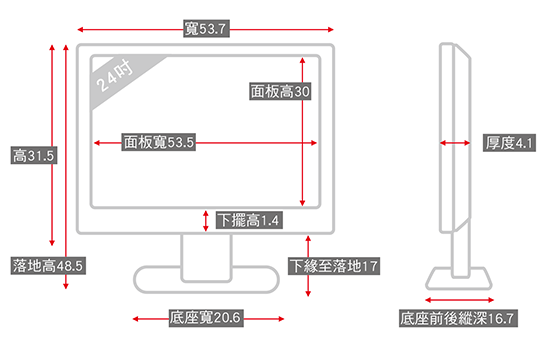 寬53.7
24吋
面板高30
面板寬53.5
厚度4.1
高31.5
下擺高1.4
落地高48.5
下緣至落地17
底座寬20.6
底座前後縱深16.7